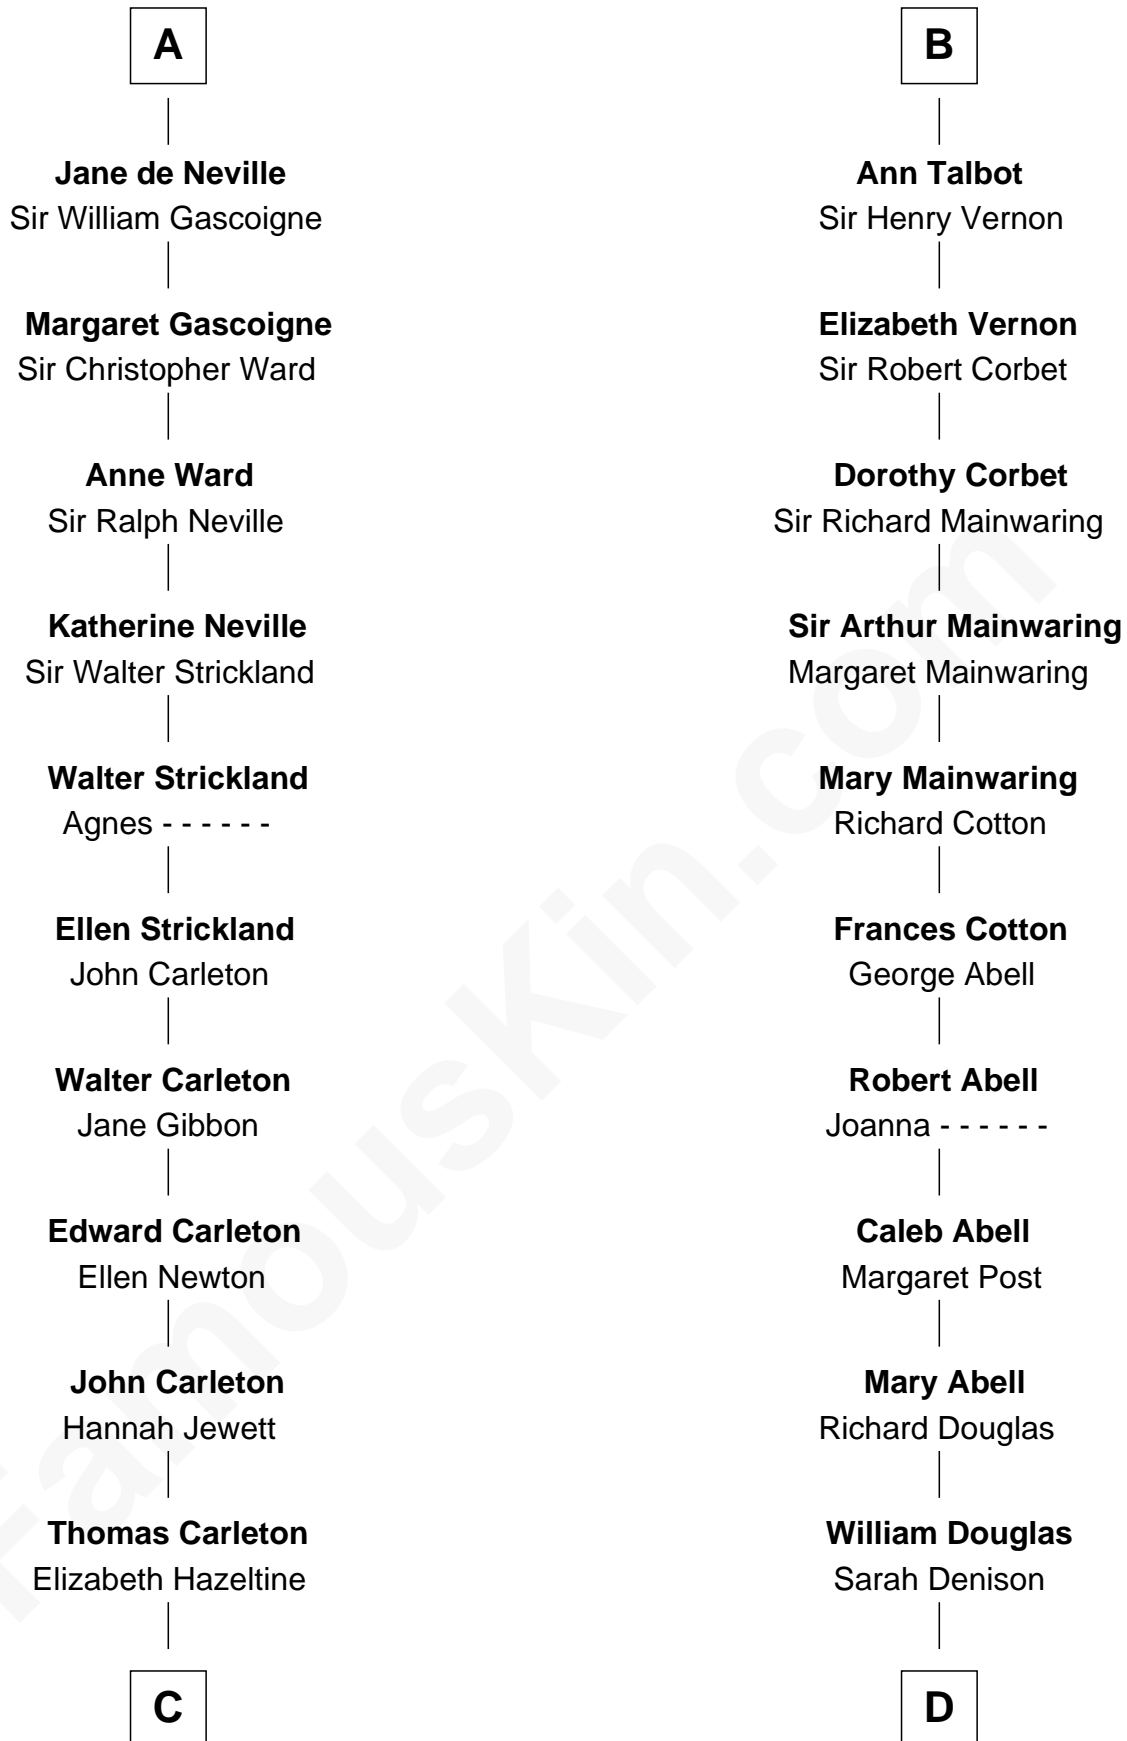 A
Jane de Neville
Sir William Gascoigne
Margaret Gascoigne
Sir Christopher Ward
Anne Ward
Sir Ralph Neville
Katherine Neville
Sir Walter Strickland
Walter Strickland
Agnes - - - - - -
Ellen Strickland
John Carleton
Walter Carleton
Jane Gibbon
Edward Carleton
Ellen Newton
John Carleton
Hannah Jewett
Thomas Carleton
Elizabeth Hazeltine
C
B
Ann Talbot
Sir Henry Vernon
Elizabeth Vernon
Sir Robert Corbet
Dorothy Corbet
Sir Richard Mainwaring
Sir Arthur Mainwaring
Margaret Mainwaring
Mary Mainwaring
Richard Cotton
Frances Cotton
George Abell
Robert Abell
Joanna - - - - - -
Caleb Abell
Margaret Post
Mary Abell
Richard Douglas
William Douglas
Sarah Denison
D
FamousKin.com